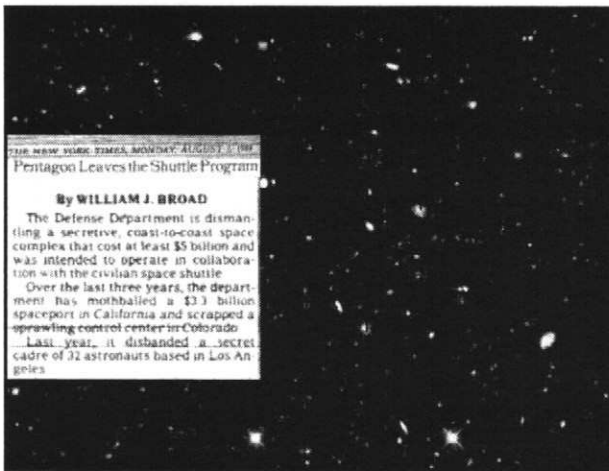 THE NEW YORK TIMES, MONDAY, AUGUST
Pentagon Leaves the Shuttle Program
By WILLIAM J. BROAD
The Defense Department is disman-
tling a secretive, coast-to-coast space
complex that cost at least $5 billion and
was intended to operate in collabora-
tion with the civilian space shuttle
Over the last three years, the depart-
ment has mothballed a $3.3 billion
spaceport in California and scrapped a
sprawling control center in Colorado
Last year, it disbanded a secret
cadre of 32 astronauts based in Los An-
geles